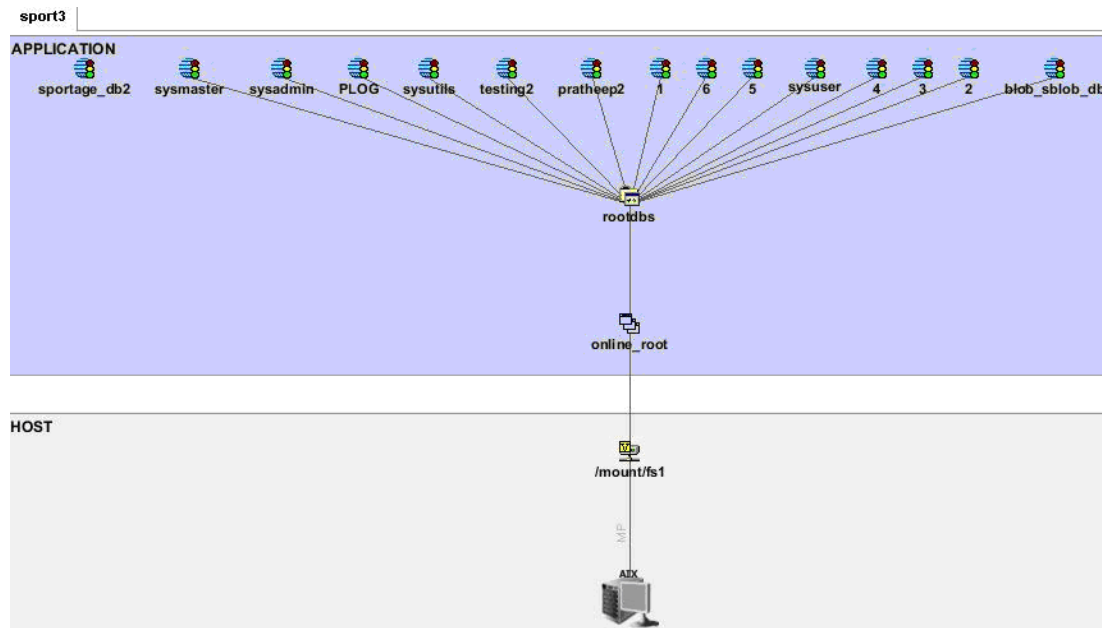 sport3
APPLICATION
sportage_db2 sysmaster sysadmin PLOG sysutils testing2 pratheep2 1 6 5 sysuser 4 3 2 blob_sblob_db
rootdbs
online_root
HOST
/mount/fs1
MP
AIX